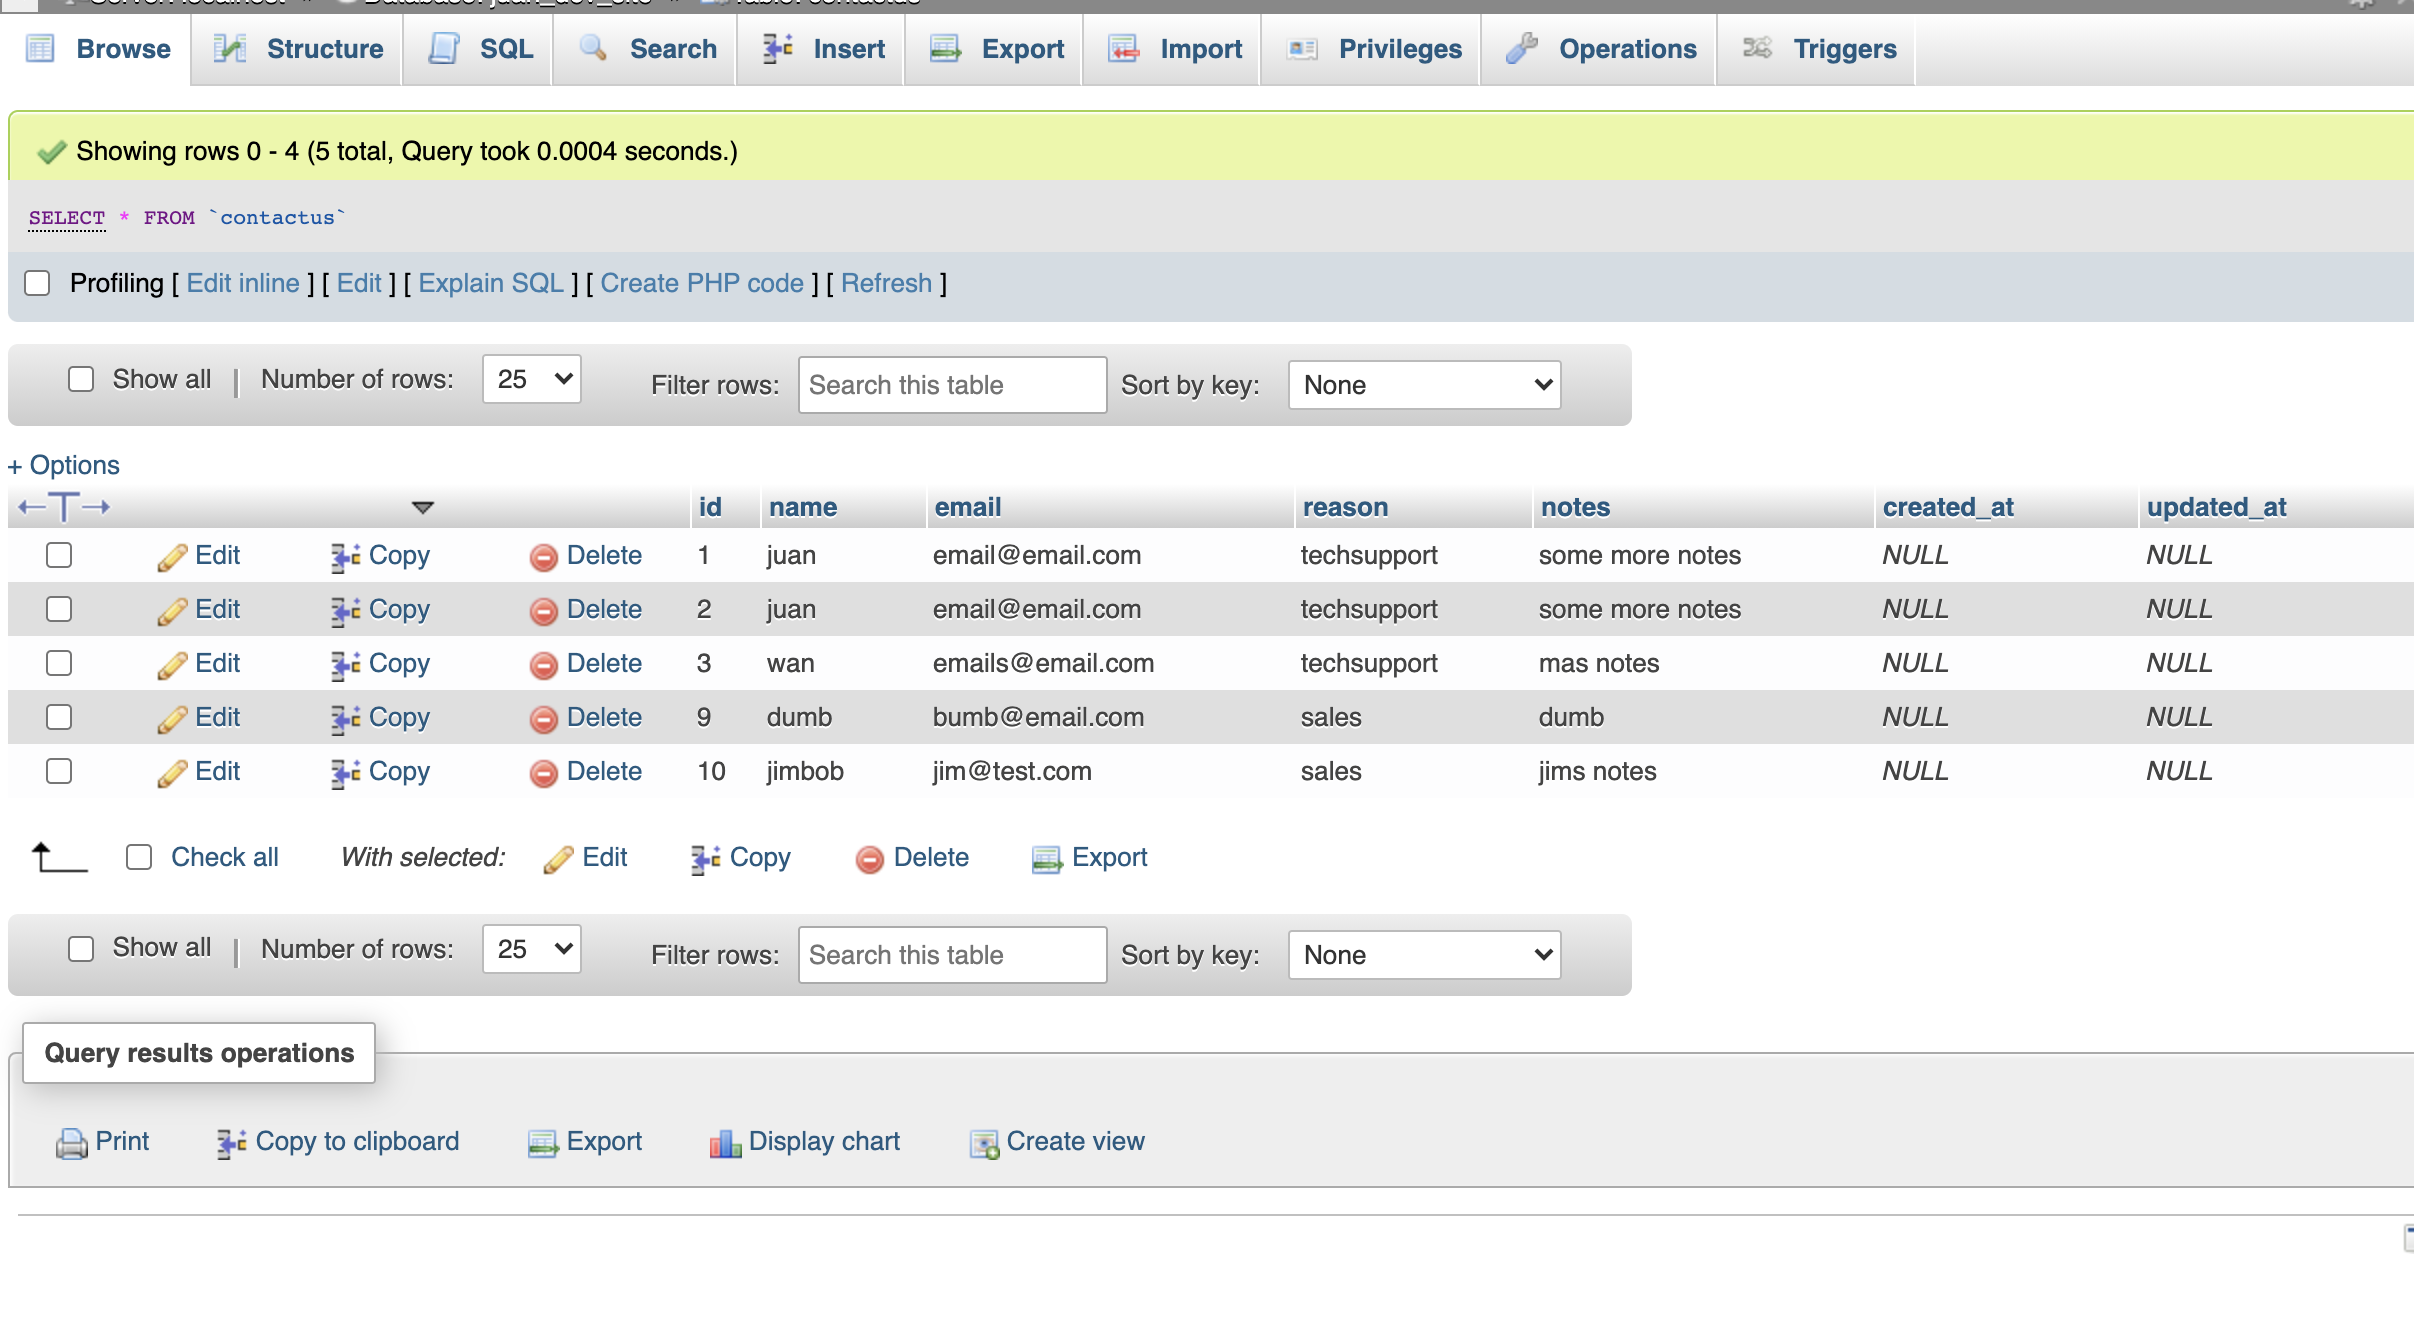 Server: localhost » Database: juan_dev_site » Table: contactus
Browse Structure SQL Search Insert Export Import Privileges Operations Triggers
Showing rows 0 - 4 (5 total, Query took 0.0004 seconds.)
SELECT * FROM `contactus`
Profiling [ Edit inline ] [ Edit ] [ Explain SQL ] [ Create PHP code ] [ Refresh ]
Show all | Number of rows: 25 Filter rows: Search this table Sort by key: None
+ Options
←T→ id name email reason notes created_at updated_at
Edit Copy Delete 1 juan email@email.com techsupport some more notes NULL NULL
Edit Copy Delete 2 juan email@email.com techsupport some more notes NULL NULL
Edit Copy Delete 3 wan emails@email.com techsupport mas notes NULL NULL
Edit Copy Delete 9 dumb bumb@email.com sales dumb NULL NULL
Edit Copy Delete 10 jimbob jim@test.com sales jims notes NULL NULL
Check all With selected: Edit Copy Delete Export
Show all | Number of rows: 25 Filter rows: Search this table Sort by key: None
Query results operations
Print Copy to clipboard Export Display chart Create view